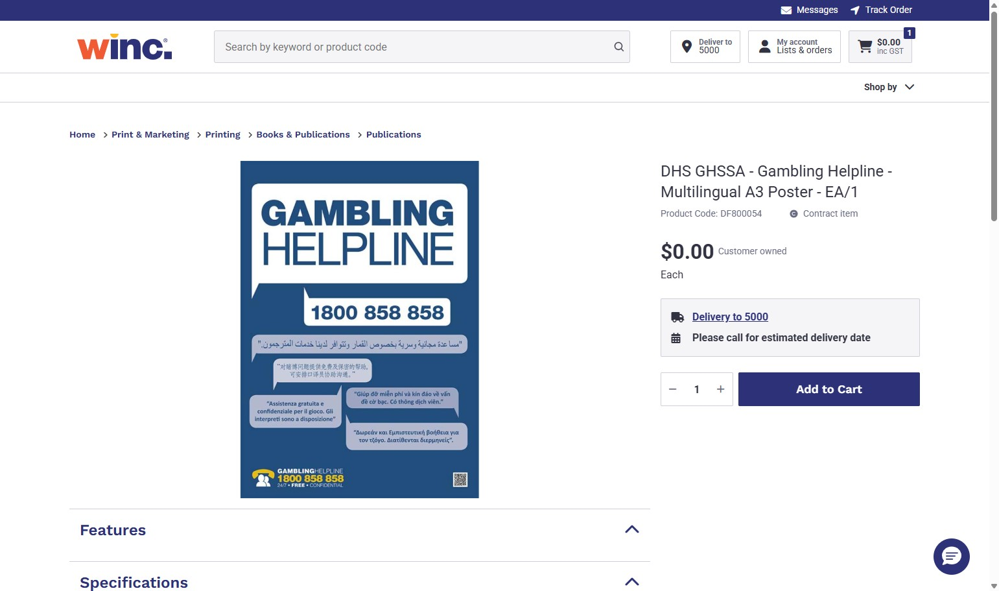 Messages
Track Order
winc.®
Search by keyword or product code
Deliver to
5000
My account
Lists & orders
1
$0.00
inc GST
Shop by
Home > Print & Marketing > Printing > Books & Publications > Publications
GAMBLING
HELPLINE
1800 858 858
"مساعدة مجانية وسرية بخصوص القمار وتتوافر لدينا خدمات المترجمون."
“对赌博问题提供免费及保密的帮助。
可安排口译员协助沟通。”
"Giúp đỡ miễn phí và kín đáo về vấn
đề cờ bạc. Có thông dịch viên."
"Assistenza gratuita e
confidenziale per il gioco. Gli
interpreti sono a disposizione"
"Δωρεάν και Εμπιστευτική βοήθεια για
τον τζόγο. Διατίθενται διερμηνείς".
GAMBLINGHELPLINE
1800 858 858
24/7 • FREE • CONFIDENTIAL
DHS GHSSA - Gambling Helpline -
Multilingual A3 Poster - EA/1
Product Code: DF800054
C Contract item
$0.00 Customer owned
Each
Delivery to 5000
Please call for estimated delivery date
− 1 +
Add to Cart
Features
Specifications